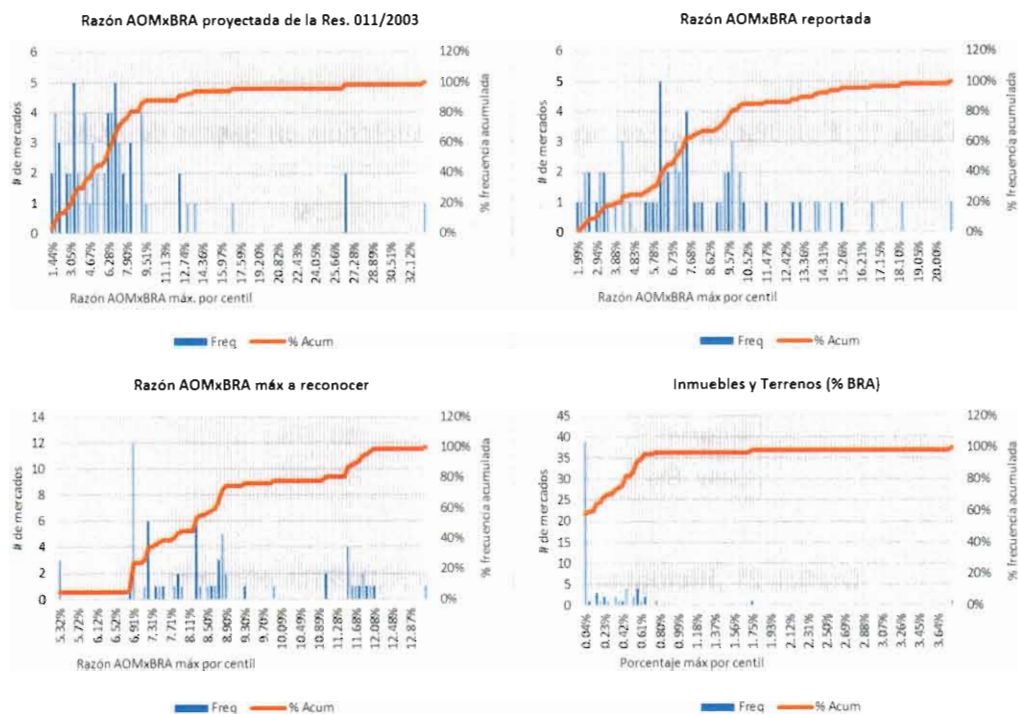 Razón AOMxBRA proyectada de la Res. 011/2003
6 120%
5 100%
4 80%
3 60%
2 40%
1 20%
0 0%
# de mercados
% frecuencia acumulada
1.44% 3.05% 4.67% 6.28% 7.90% 9.51% 11.13% 12.74% 14.36% 15.97% 17.59% 19.20% 20.82% 22.43% 24.05% 25.66% 27.28% 28.89% 30.51% 32.12%
Razón AOMxBRA máx. por centil
Freq % Acum
Razón AOMxBRA reportada
6 120%
5 100%
4 80%
3 60%
2 40%
1 20%
0 0%
# de mercados
% frecuencia acumulada
1.99% 2.94% 3.88% 4.83% 5.78% 6.73% 7.68% 8.62% 9.57% 10.52% 11.47% 12.42% 13.36% 14.31% 15.26% 16.21% 17.15% 18.10% 19.05% 20.00%
Razón AOMxBRA máx por centil
Freq % Acum
Razón AOMxBRA máx a reconocer
14 120%
12 100%
10 80%
8 60%
6 40%
4 20%
2 0%
0
# de mercados
% frecuencia acumulada
5.32% 5.72% 6.12% 6.52% 6.91% 7.31% 7.71% 8.11% 8.50% 8.90% 9.30% 9.70% 10.09% 10.49% 10.89% 11.28% 11.68% 12.08% 12.48% 12.87%
Razón AOMxBRA máx por centil
Freq % Acum
Inmuebles y Terrenos (% BRA)
45 120%
40 100%
35 80%
30 60%
25 40%
20 20%
15 0%
10
5
0
# de mercados
% frecuencia acumulada
0.04% 0.23% 0.42% 0.61% 0.80% 0.99% 1.18% 1.37% 1.56% 1.75% 1.93% 2.12% 2.31% 2.50% 2.69% 2.88% 3.07% 3.26% 3.45% 3.64%
Porcentaje máx por centil
Freq % Acum